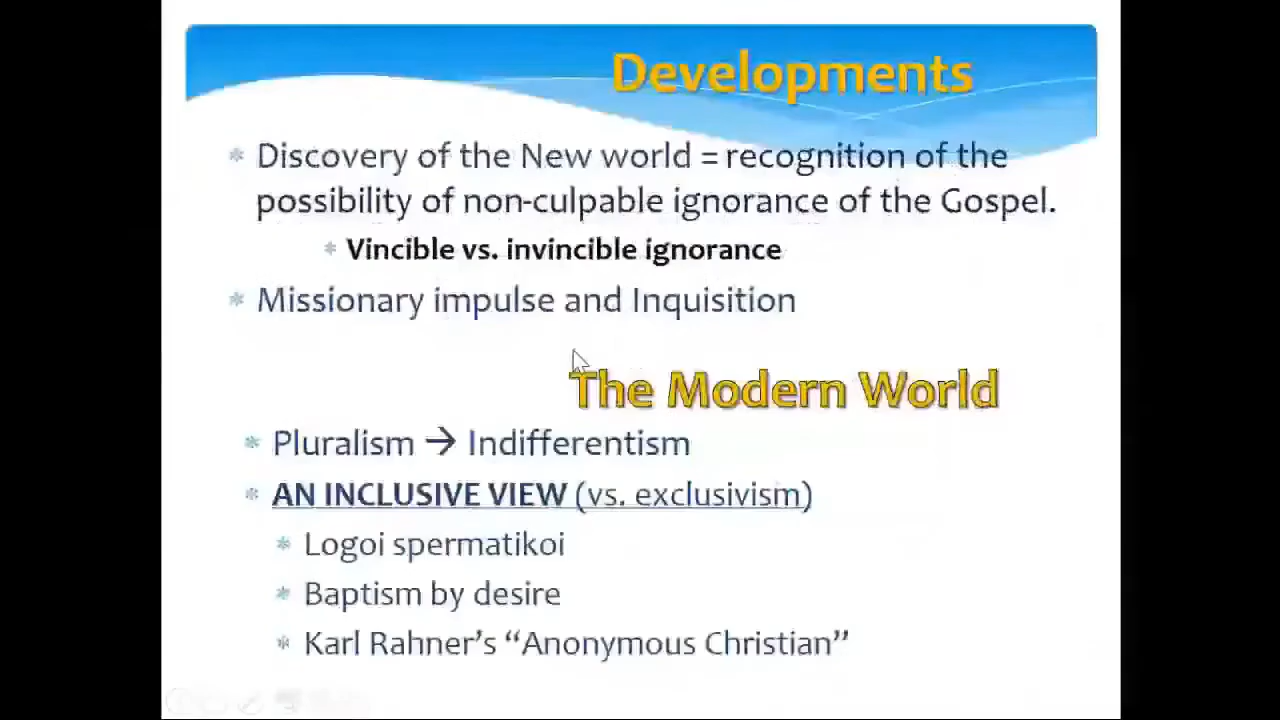 Developments
Discovery of the New world = recognition of the
possibility of non-culpable ignorance of the Gospel.
Vincible vs. invincible ignorance
Missionary impulse and Inquisition
The Modern World
Pluralism → Indifferentism
AN INCLUSIVE VIEW (vs. exclusivism)
Logoi spermatikoi
Baptism by desire
Karl Rahner’s “Anonymous Christian”